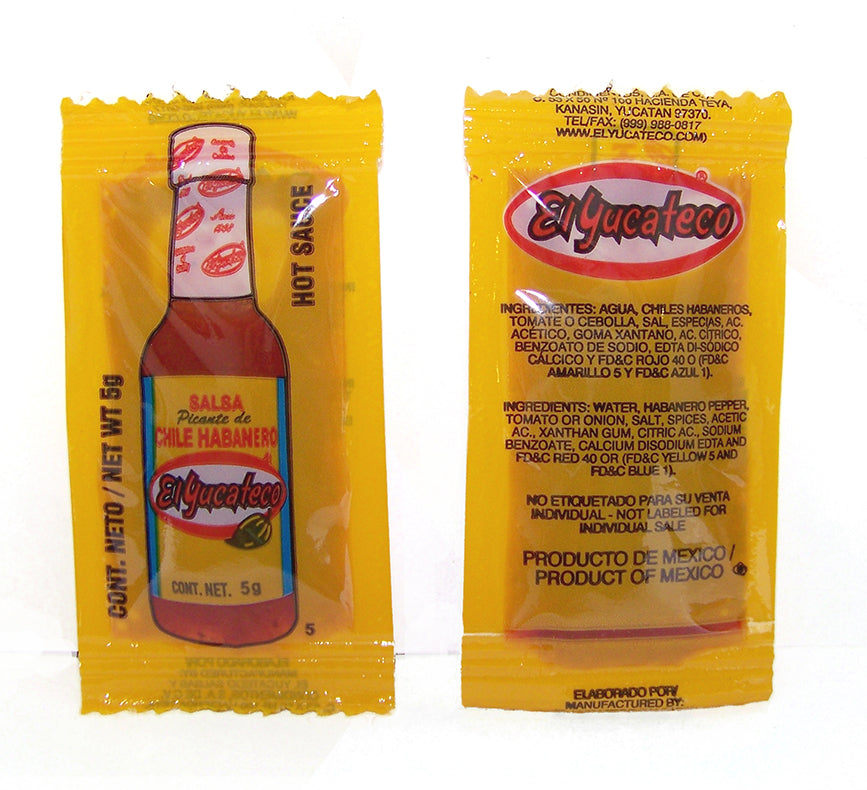 HOT SAUCE
CONT. NETO / NET WT 5g
SALSA
Picante de
CHILE HABANERO
El Yucateco
CONT. NET. 5g
5
C. 53 X 50 Nº 100 HACIENDA TEYA,
KANASIN, YUCATAN 97370.
TEL/FAX: (999) 988-0817
WWW.ELYUCATECO.COM)
El Yucateco®
INGREDIENTES: AGUA, CHILES HABANEROS,
TOMATE O CEBOLLA, SAL, ESPECIAS, AC.
ACÉTICO, GOMA XANTANO, AC. CÍTRICO,
BENZOATO DE SODIO, EDTA DI-SÓDICO
CÁLCICO Y FD&C ROJO 40 O (FD&C
AMARILLO 5 Y FD&C AZUL 1).
INGREDIENTS: WATER, HABANERO PEPPER,
TOMATO OR ONION, SALT, SPICES, ACETIC
AC., XANTHAN GUM, CITRIC AC., SODIUM
BENZOATE, CALCIUM DISODIUM EDTA AND
FD&C RED 40 OR (FD&C YELLOW 5 AND
FD&C BLUE 1).
NO ETIQUETADO PARA SU VENTA
INDIVIDUAL - NOT LABELED FOR
INDIVIDUAL SALE
PRODUCTO DE MEXICO /
PRODUCT OF MEXICO
ELABORADO POR/
MANUFACTURED BY: